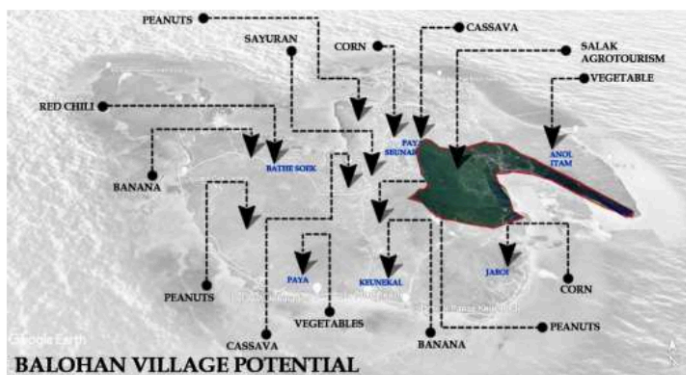 PEANUTS
SAYURAN
CORN
CASSAVA
SALAK
AGROTOURISM
VEGETABLE
RED CHILI
BATHE SOEK
ANOI
ITAM
BANANA
PEANUTS
PAYA
KEUNEKAI
JABOI
CORN
VEGETABLES
CASSAVA
BANANA
PEANUTS
Google Earth
BALOHAN VILLAGE POTENTIAL